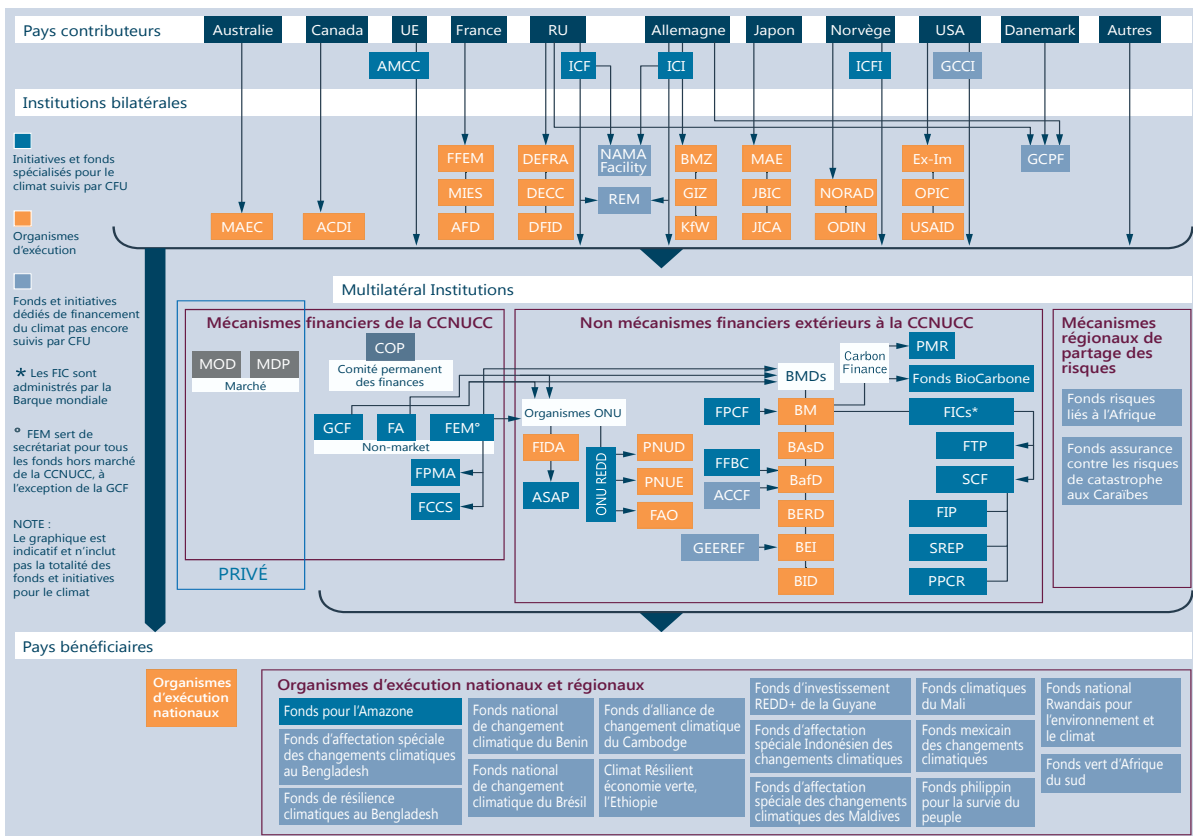 Pays contributeurs
Australie
Canada
UE
France
RU
Allemagne
Japon
Norvège
USA
Danemark
Autres
AMCC
ICF
ICI
ICFI
GCCI
Institutions bilatérales
Initiatives et fonds
spécialisés pour le
climat suivis par CFU
Organismes
d'exécution
Fonds et initiatives
dédiés de financement
du climat pas encore
suivis par CFU
* Les FIC sont
administrés par la
Barque mondiale
° FEM sert de
secrétariat pour tous
les fonds hors marché
de la CCNUCC, à
l'exception de la GCF
NOTE :
Le graphique est
indicatif et n'inclut
pas la totalité des
fonds et initiatives
pour le climat
MAEC
ACDI
FFEM
MIES
AFD
DEFRA
DECC
DFID
NAMA
Facility
REM
BMZ
GIZ
KfW
MAE
JBIC
JICA
NORAD
ODIN
Ex-Im
OPIC
USAID
GCPF
Multilatéral Institutions
Mécanismes financiers de la CCNUCC
MOD
MDP
Marché
COP
Comité permanent
des finances
GCF
FA
FEM°
Non-market
FPMA
FCCS
PRIVÉ
Non mécanismes financiers extérieurs à la CCNUCC
Organismes ONU
FIDA
ASAP
ONU REDD
PNUD
PNUE
FAO
BMDs
FPCF
FFBC
ACCF
GEEREF
BM
BAsD
BafD
BERD
BEI
BID
Carbon
Finance
PMR
Fonds BioCarbone
FICs*
FTP
SCF
FIP
SREP
PPCR
Mécanismes
régionaux de
partage des
risques
Fonds risques
liés à l'Afrique
Fonds assurance
contre les risques
de catastrophe
aux Caraïbes
Pays bénéficiaires
Organismes
d'exécution
nationaux
Organismes d'exécution nationaux et régionaux
Fonds pour l'Amazone
Fonds d'affectation spéciale
des changements climatiques
au Bengladesh
Fonds de résilience
climatiques au Bengladesh
Fonds national
de changement
climatique du Benin
Fonds national
de changement
climatique du Brésil
Fonds d'alliance de
changement climatique
du Cambodge
Climat Résilient
économie verte,
l'Ethiopie
Fonds d'investissement
REDD+ de la Guyane
Fonds d'affectation
spéciale Indonésien des
changements climatiques
Fonds d'affectation
spéciale des changements
climatiques des Maldives
Fonds climatiques
du Mali
Fonds mexicain
des changements
climatiques
Fonds philippin
pour la survie du
peuple
Fonds national
Rwandais pour
l'environnement et
le climat
Fonds vert d'Afrique
du sud